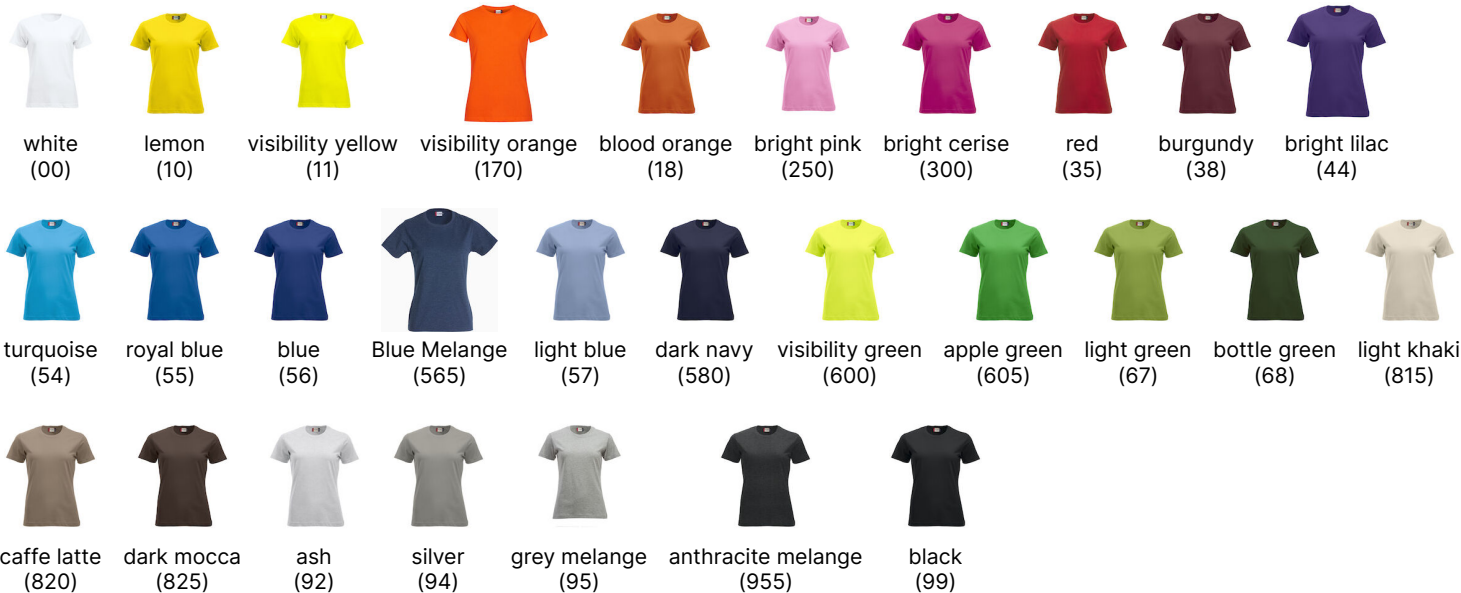 white lemon visibility yellow visibility orange blood orange bright pink bright cerise red burgundy bright lilac
(00) (10) (11) (170) (18) (250) (300) (35) (38) (44)
turquoise royal blue blue Blue Melange light blue dark navy visibility green apple green light green bottle green light khaki
(54) (55) (56) (565) (57) (580) (600) (605) (67) (68) (815)
caffe latte dark mocca ash silver grey melange anthracite melange black
(820) (825) (92) (94) (95) (955) (99)